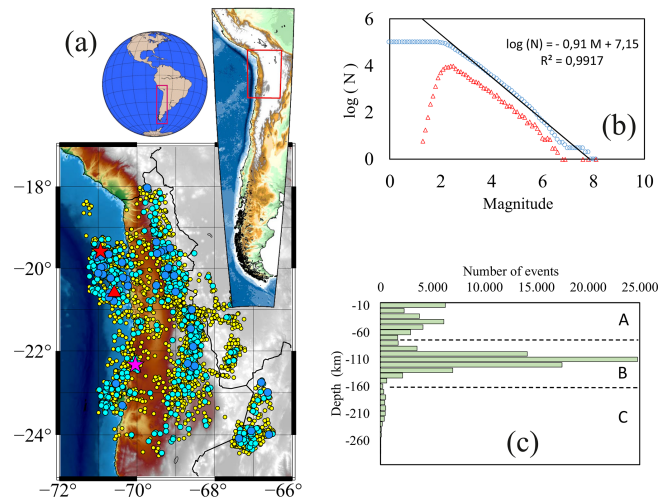 (a)
−18°
−20°
−22°
−24°
−72°
−70°
−68°
−66°
6
4
2
0
log ( N )
log (N) = - 0,91 M + 7,15
R² = 0,9917
(b)
0
2
4
6
8
10
Magnitude
Number of events
0
5.000
10.000
15.000
20.000
25.000
-10
-60
-110
-160
-210
-260
Depth (km)
A
B
C
(c)